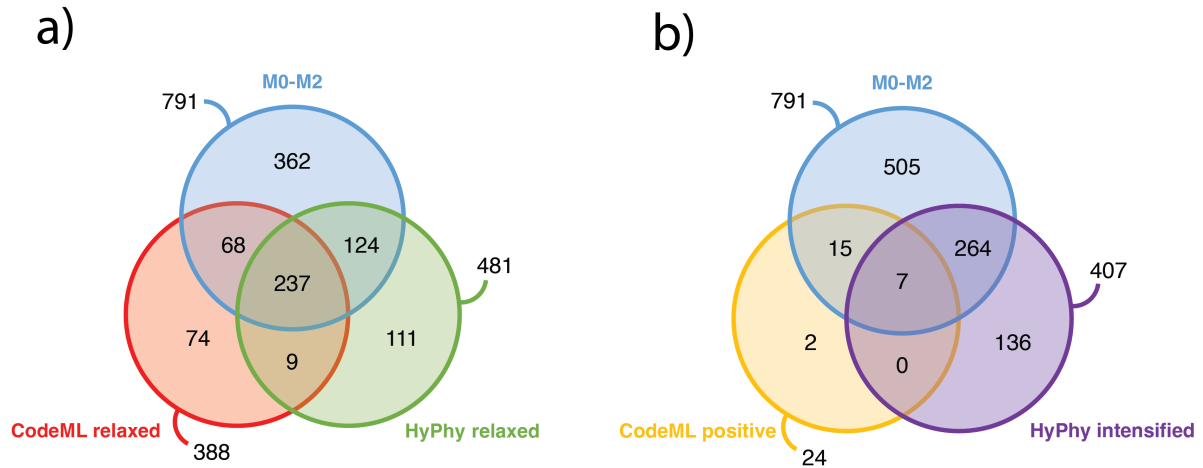 a)
M0-M2
791
362
68
124
237
481
74
9
111
CodeML relaxed
HyPhy relaxed
388
b)
M0-M2
791
505
15
264
7
407
2
0
136
CodeML positive
HyPhy intensified
24